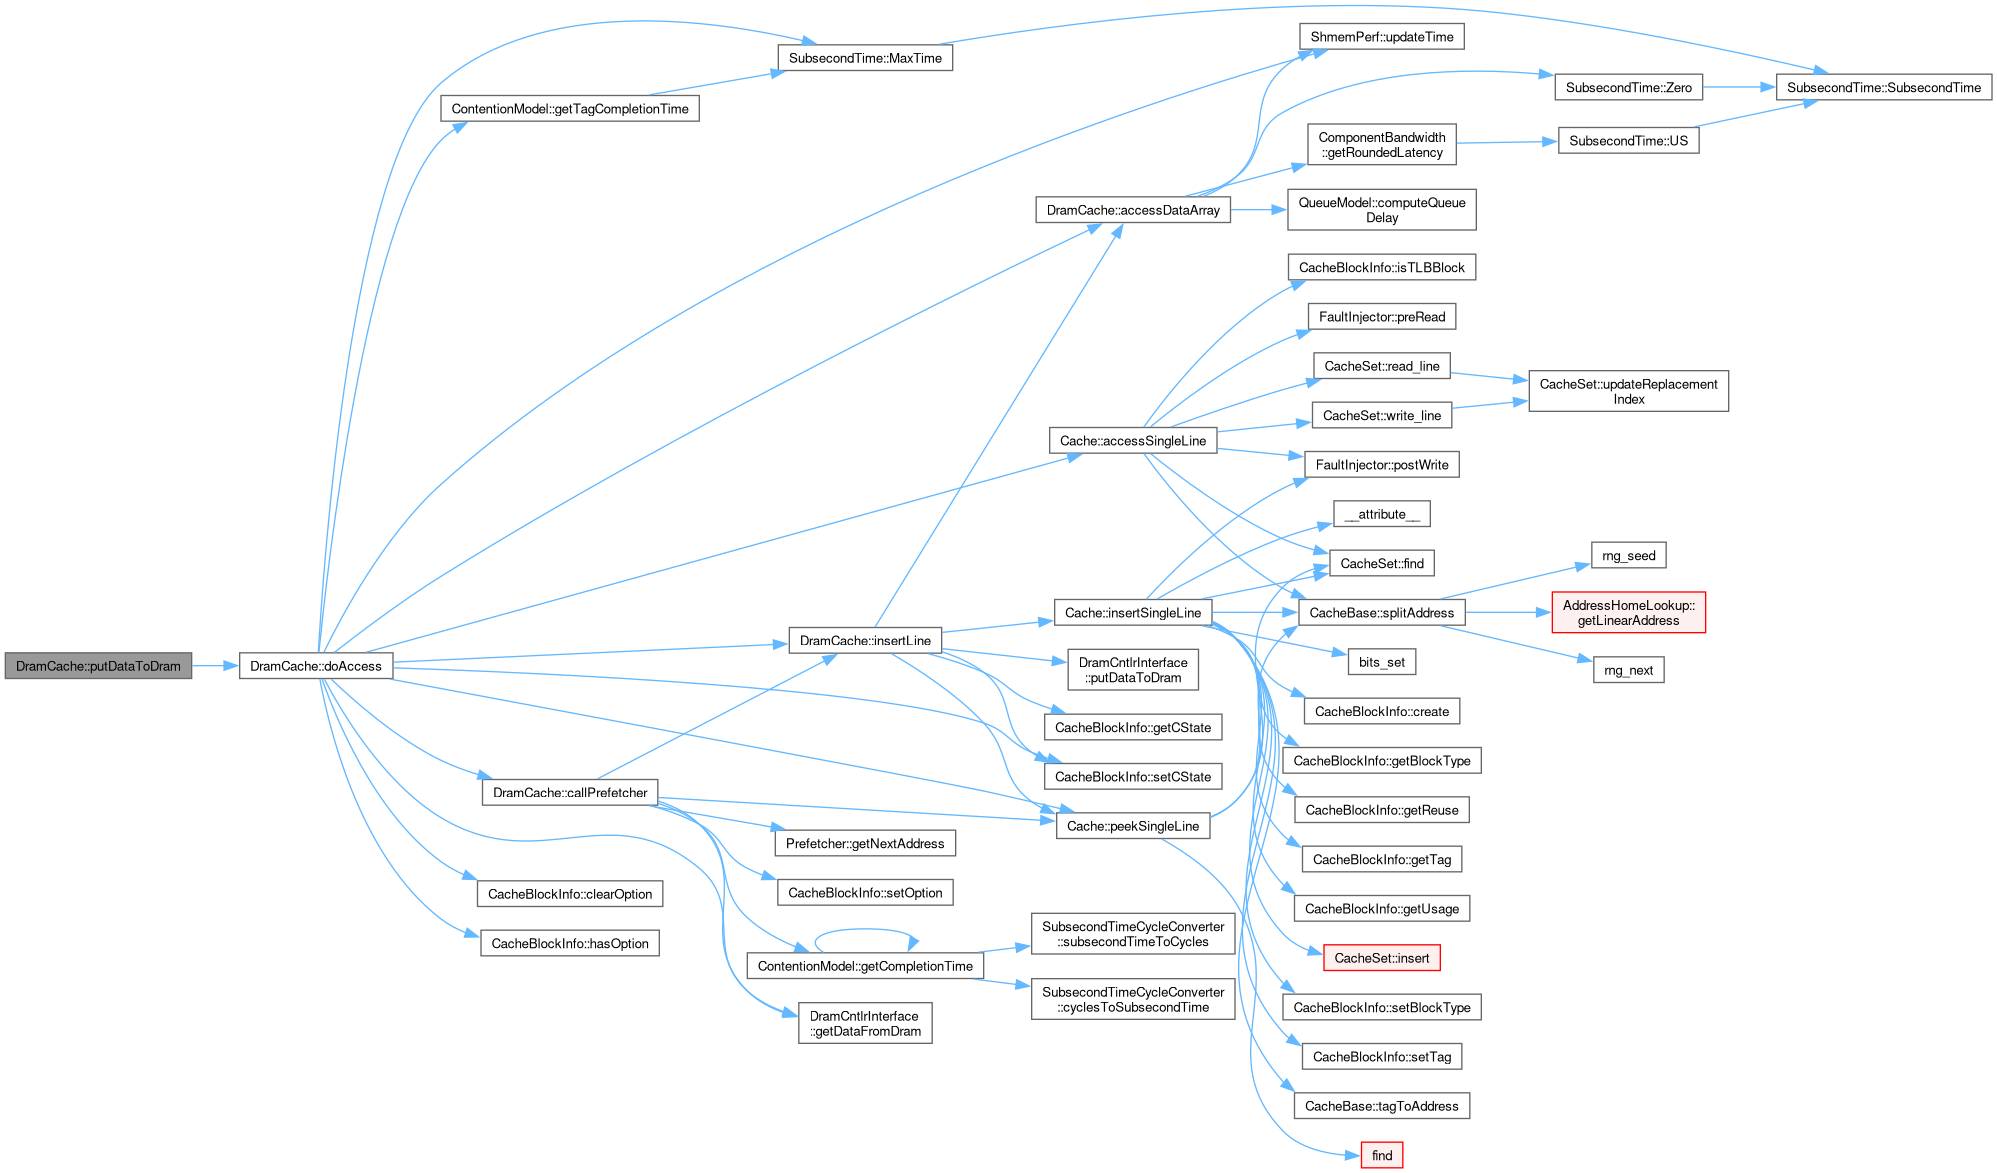 DramCache::putDataToDram
DramCache::doAccess
SubsecondTime::MaxTime
ContentionModel::getTagCompletionTime
DramCache::insertLine
DramCache::callPrefetcher
Prefetcher::getNextAddress
CacheBlockInfo::clearOption
CacheBlockInfo::setOption
CacheBlockInfo::hasOption
ContentionModel::getCompletionTime
DramCntlrInterface
::getDataFromDram
DramCache::accessDataArray
Cache::accessSingleLine
Cache::insertSingleLine
DramCntlrInterface
::putDataToDram
CacheBlockInfo::getCState
CacheBlockInfo::setCState
Cache::peekSingleLine
SubsecondTimeCycleConverter
::subsecondTimeToCycles
SubsecondTimeCycleConverter
::cyclesToSubsecondTime
ShmemPerf::updateTime
ComponentBandwidth
::getRoundedLatency
QueueModel::computeQueue
Delay
CacheBlockInfo::isTLBBlock
FaultInjector::preRead
CacheSet::read_line
CacheSet::write_line
FaultInjector::postWrite
__attribute__
CacheSet::find
CacheBase::splitAddress
bits_set
CacheBlockInfo::create
CacheBlockInfo::getBlockType
CacheBlockInfo::getReuse
CacheBlockInfo::getTag
CacheBlockInfo::getUsage
CacheSet::insert
CacheBlockInfo::setBlockType
CacheBlockInfo::setTag
CacheBase::tagToAddress
find
SubsecondTime::Zero
SubsecondTime::US
CacheSet::updateReplacement
Index
rng_seed
AddressHomeLookup::
getLinearAddress
rng_next
SubsecondTime::SubsecondTime